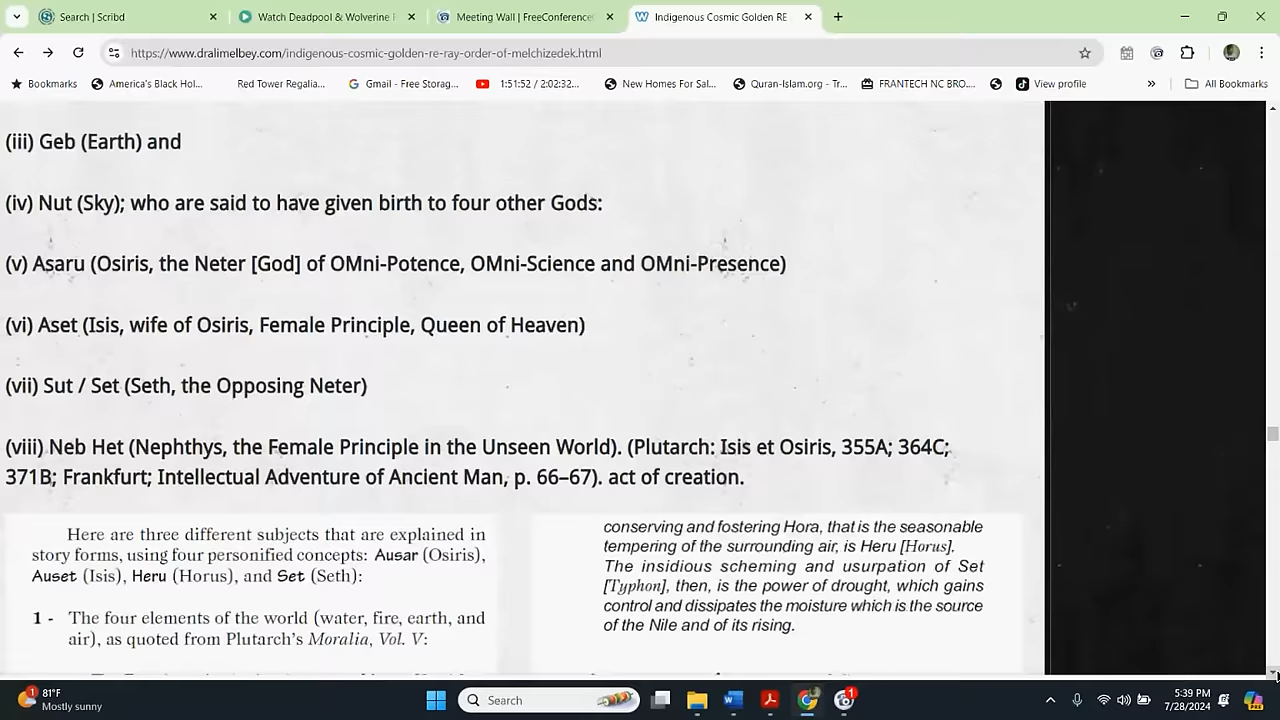 Search | Scribd
Watch Deadpool & Wolverine F
Meeting Wall | FreeConference
Indigenous Cosmic Golden RE
https://www.dralimelbey.com/indigenous-cosmic-golden-re-ray-order-of-melchizedek.html
Bookmarks
America's Black Hol...
Red Tower Regalia...
Gmail - Free Storag...
1:51:52 / 2:02:32...
New Homes For Sal...
Quran-Islam.org - Tr...
FRANTECH NC BRO....
View profile
»
All Bookmarks
(iii) Geb (Earth) and
(iv) Nut (Sky); who are said to have given birth to four other Gods:
(v) Asaru (Osiris, the Neter [God] of OMni-Potence, OMni-Science and OMni-Presence)
(vi) Aset (Isis, wife of Osiris, Female Principle, Queen of Heaven)
(vii) Sut / Set (Seth, the Opposing Neter)
(viii) Neb Het (Nephthys, the Female Principle in the Unseen World). (Plutarch: Isis et Osiris, 355A; 364C;
371B; Frankfurt; Intellectual Adventure of Ancient Man, p. 66–67). act of creation.
Here are three different subjects that are explained in
story forms, using four personified concepts: Ausar (Osiris),
Auset (Isis), Heru (Horus), and Set (Seth):
1 - The four elements of the world (water, fire, earth, and
air), as quoted from Plutarch's Moralia, Vol. V:
conserving and fostering Hora, that is the seasonable
tempering of the surrounding air, is Heru [Horus].
The insidious scheming and usurpation of Set
[Typhon], then, is the power of drought, which gains
control and dissipates the moisture which is the source
of the Nile and of its rising.
1
81°F
Mostly sunny
Search
1
5:39 PM
7/28/2024